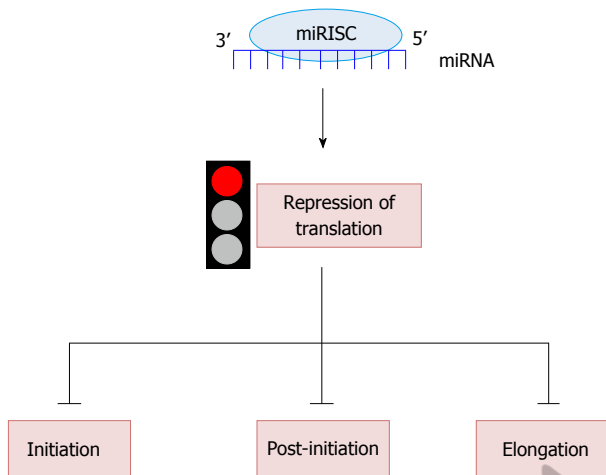 miRISC
3′ 5′
miRNA
Repression of
translation
Initiation
Post-initiation
Elongation